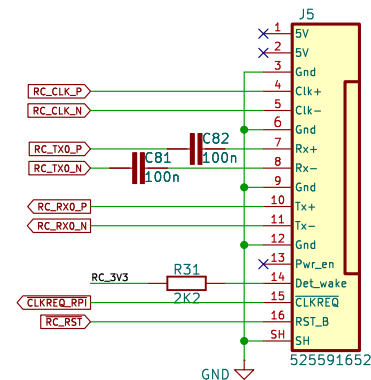 J5
1 5V
2 5V
3 Gnd
RC_CLK_P 4 Clk+
RC_CLK_N 5 Clk-
6 Gnd
C82
RC_TX0_P 100n 7 Rx+
C81
RC_TX0_N 100n 8 Rx-
9 Gnd
RC_RX0_P 10 Tx+
RC_RX0_N 11 Tx-
12 Gnd
13 Pwr_en
R31
RC_3V3 14 Det_wake
2K2
CLKREQ_RPI 15 CLKREQ
RC_RST 16 RST_B
SH SH
525591652
GND